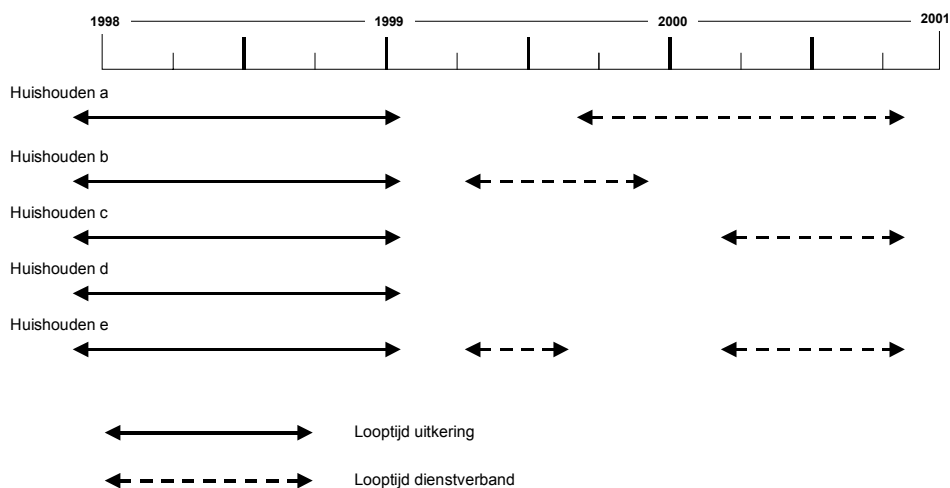 1998 1999 2000 2001
Huishouden a
Huishouden b
Huishouden c
Huishouden d
Huishouden e
Looptijd uitkering
Looptijd dienstverband